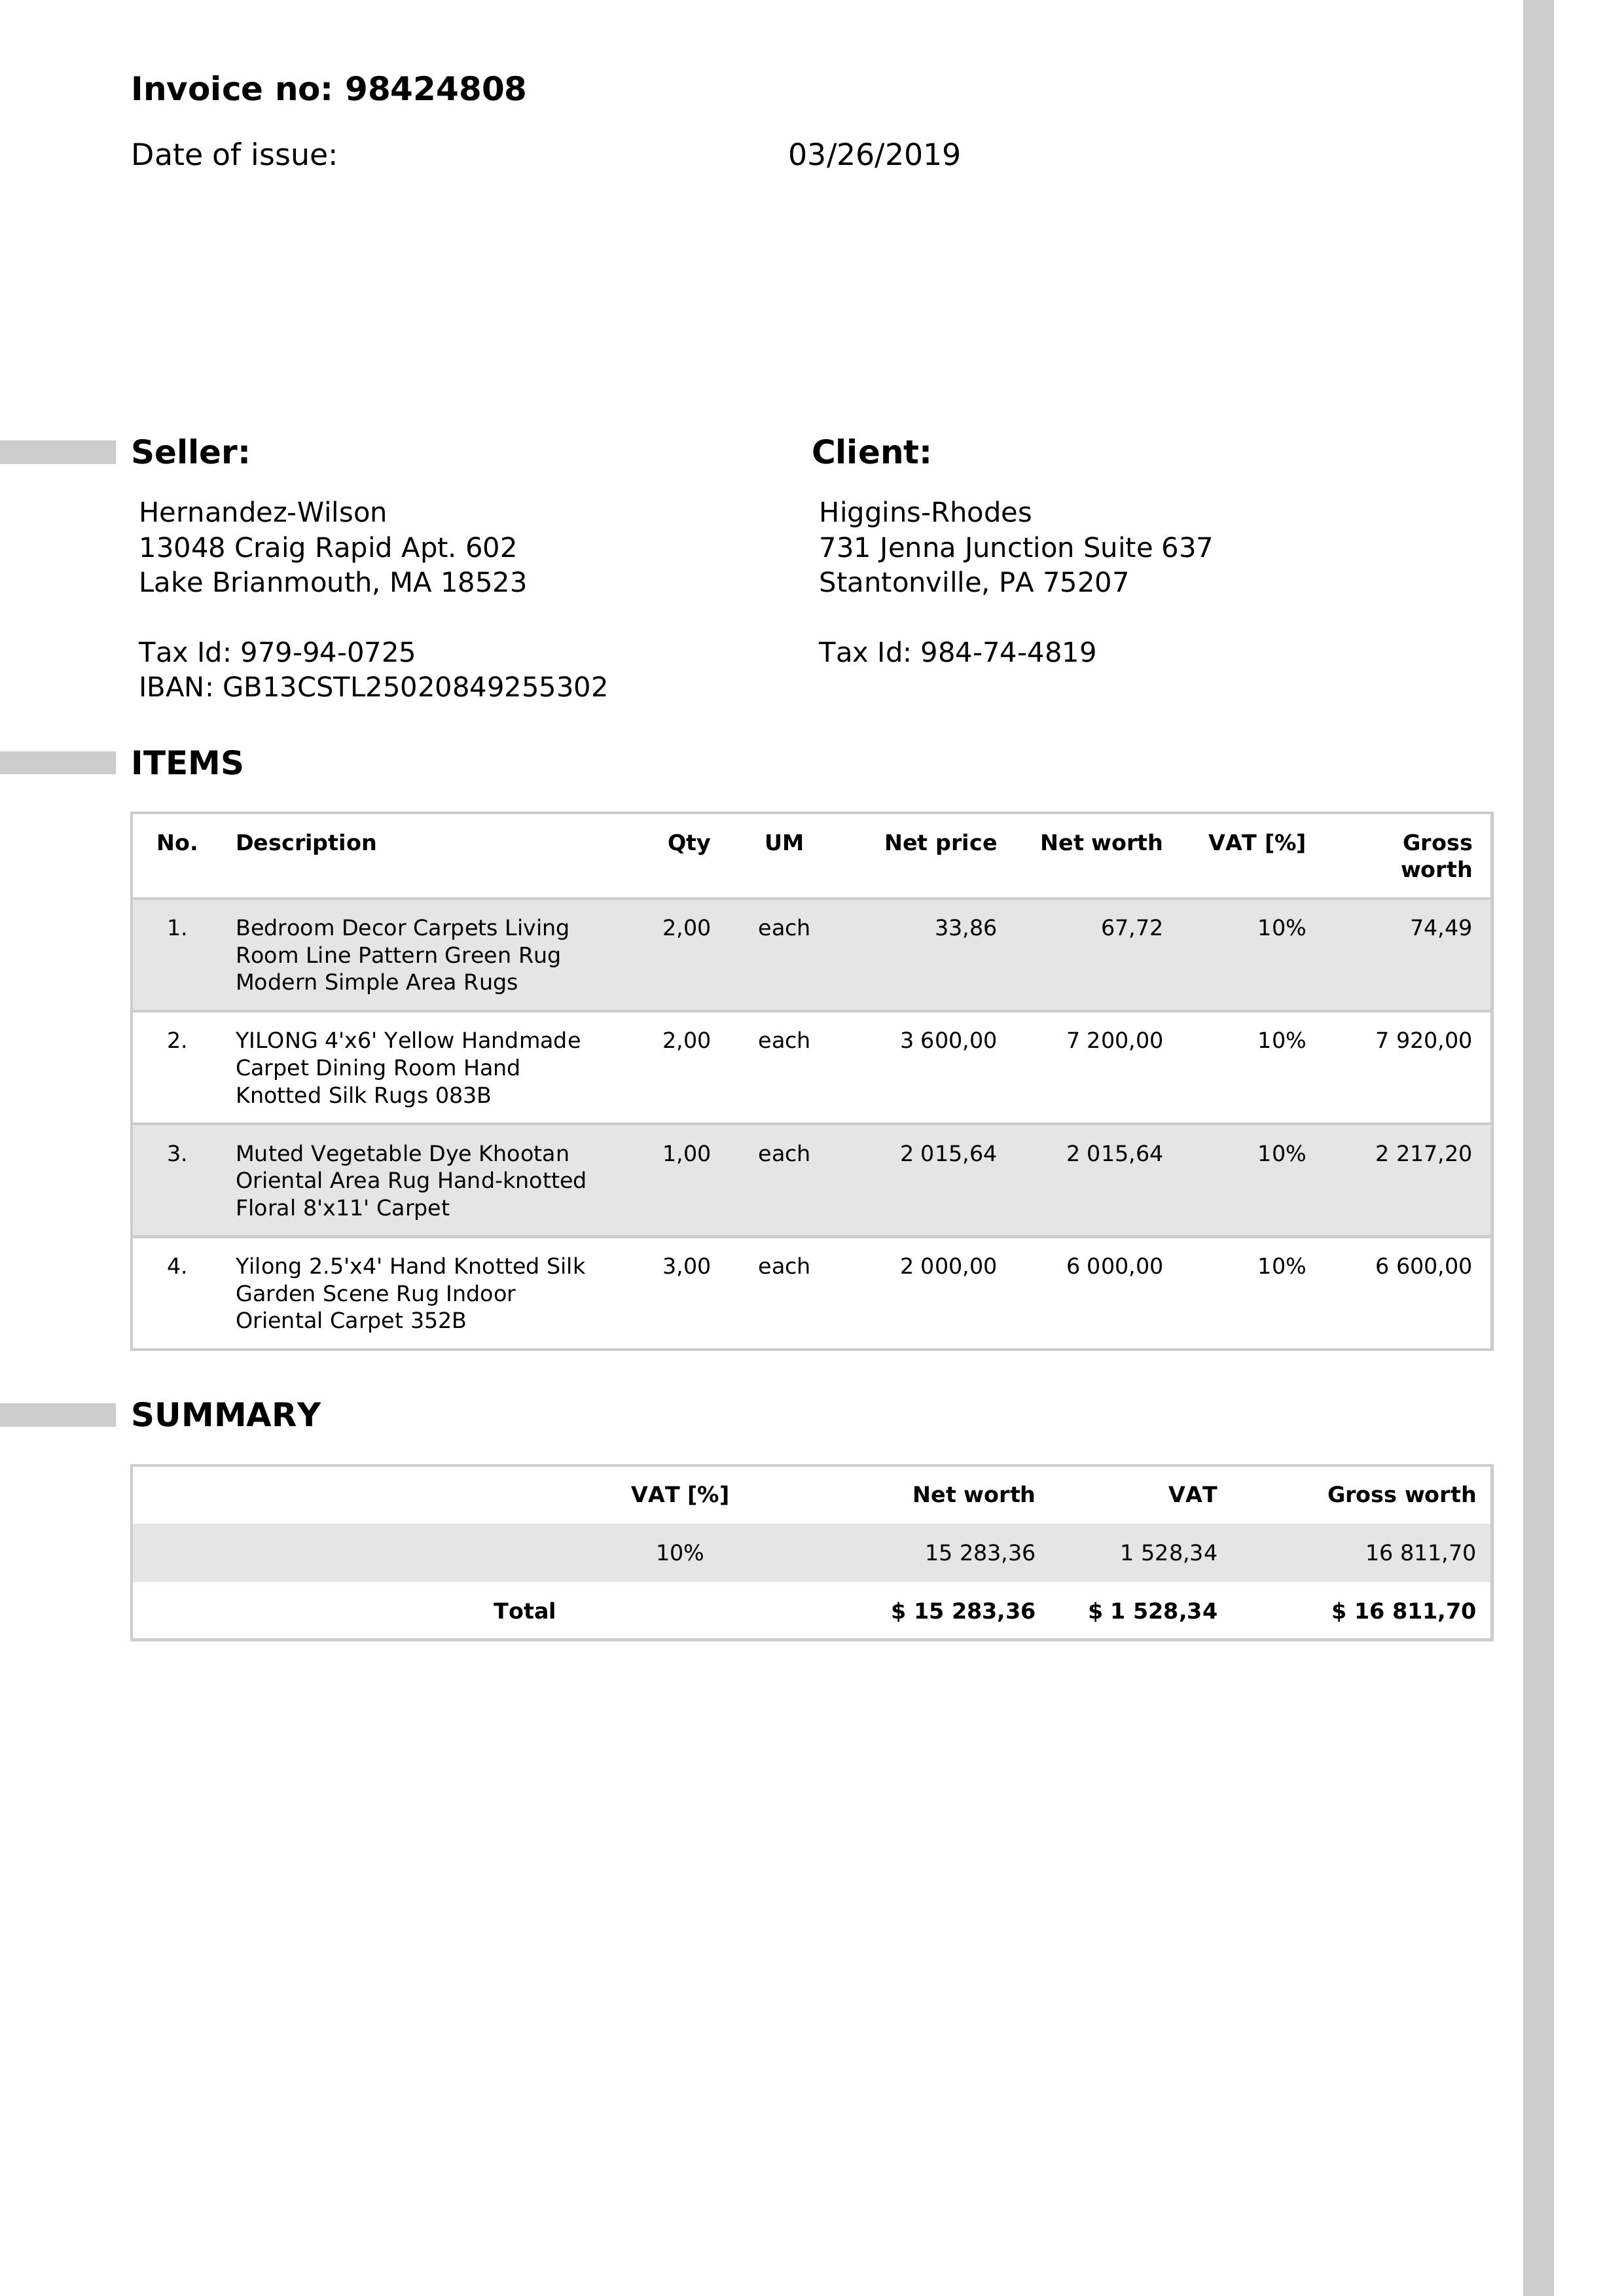 Invoice no: 98424808
Date of issue: 03/26/2019
Seller:
Hernandez-Wilson
13048 Craig Rapid Apt. 602
Lake Brianmouth, MA 18523
Tax Id: 979-94-0725
IBAN: GB13CSTL25020849255302
Client:
Higgins-Rhodes
731 Jenna Junction Suite 637
Stantonville, PA 75207
Tax Id: 984-74-4819
ITEMS
No. Description Qty UM Net price Net worth VAT [%] Gross
worth
1. Bedroom Decor Carpets Living 2,00 each 33,86 67,72 10% 74,49
Room Line Pattern Green Rug
Modern Simple Area Rugs
2. YILONG 4'x6' Yellow Handmade 2,00 each 3 600,00 7 200,00 10% 7 920,00
Carpet Dining Room Hand
Knotted Silk Rugs 083B
3. Muted Vegetable Dye Khootan 1,00 each 2 015,64 2 015,64 10% 2 217,20
Oriental Area Rug Hand-knotted
Floral 8'x11' Carpet
4. Yilong 2.5'x4' Hand Knotted Silk 3,00 each 2 000,00 6 000,00 10% 6 600,00
Garden Scene Rug Indoor
Oriental Carpet 352B
SUMMARY
VAT [%] Net worth VAT Gross worth
10% 15 283,36 1 528,34 16 811,70
Total $ 15 283,36 $ 1 528,34 $ 16 811,70